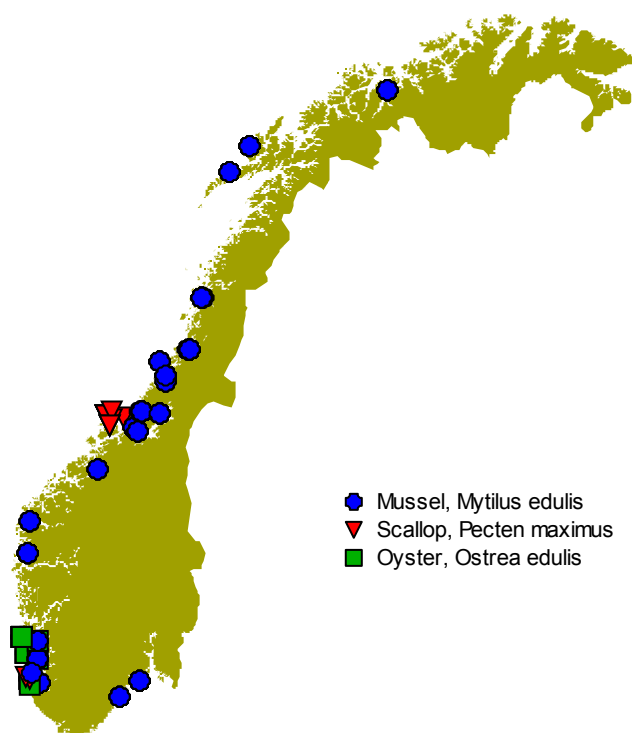 Mussel, Mytilus edulis
Scallop, Pecten maximus
Oyster, Ostrea edulis